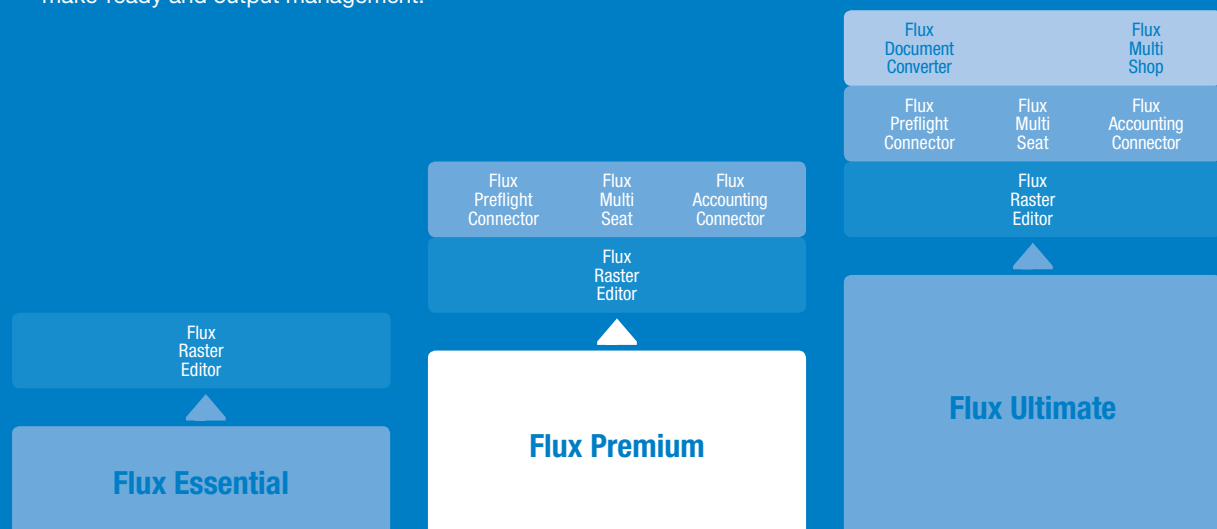 make ready and output management.
Flux
Document
Converter
Flux
Multi
Shop
Flux
Preflight
Connector
Flux
Multi
Seat
Flux
Accounting
Connector
Flux
Raster
Editor
Flux Ultimate
Flux
Preflight
Connector
Flux
Multi
Seat
Flux
Accounting
Connector
Flux
Raster
Editor
Flux Premium
Flux
Raster
Editor
Flux Essential